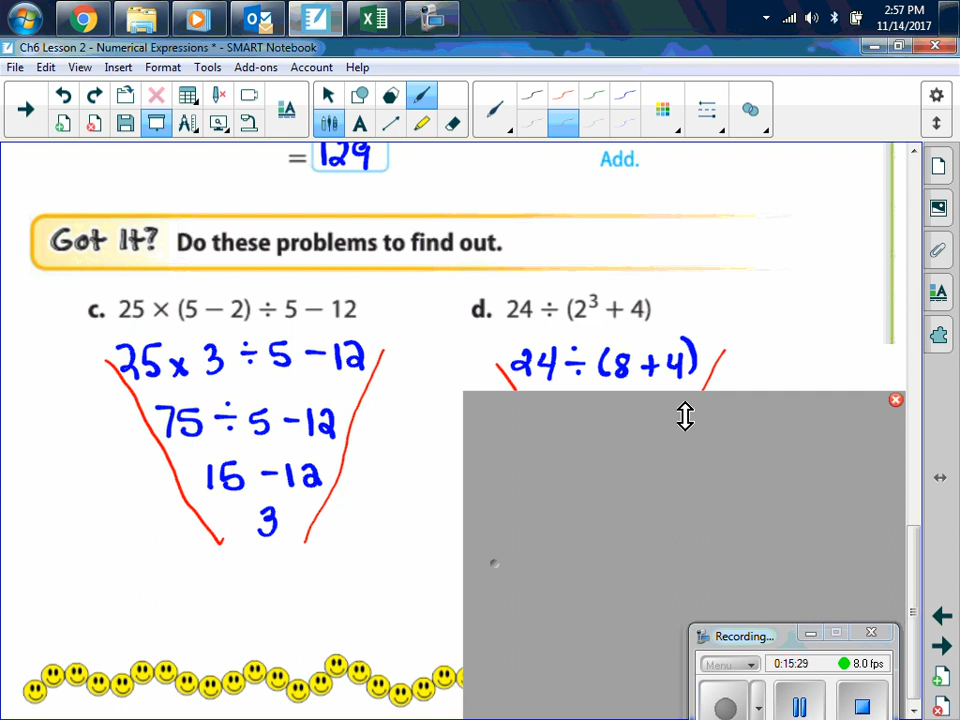 2:57 PM
11/14/2017
Ch6 Lesson 2 - Numerical Expressions * - SMART Notebook
File Edit View Insert Format Tools Add-ons Account Help
= 129 Add.
Got It? Do these problems to find out.
c. 25 × (5 − 2) ÷ 5 − 12 d. 24 ÷ (2³ + 4)
25 x 3 ÷ 5 − 12 24 ÷ (8 + 4)
75 ÷ 5 − 12
15 − 12
3
Recording...
Menu 0:15:29 8.0 fps